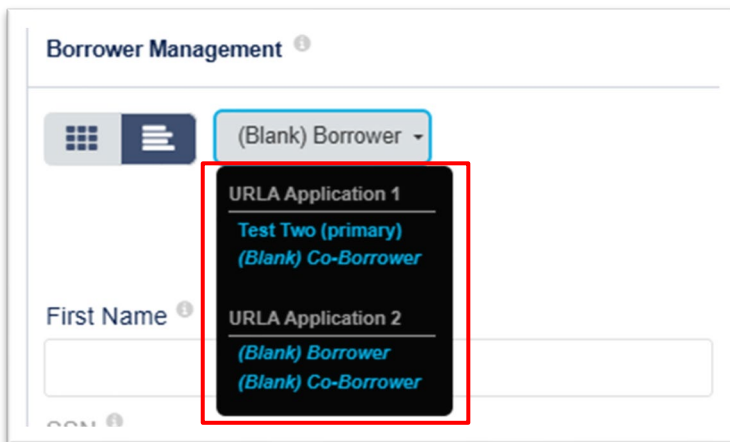 Borrower Management
(Blank) Borrower
URLA Application 1
Test Two (primary)
(Blank) Co-Borrower
First Name
URLA Application 2
(Blank) Borrower
(Blank) Co-Borrower
SSN